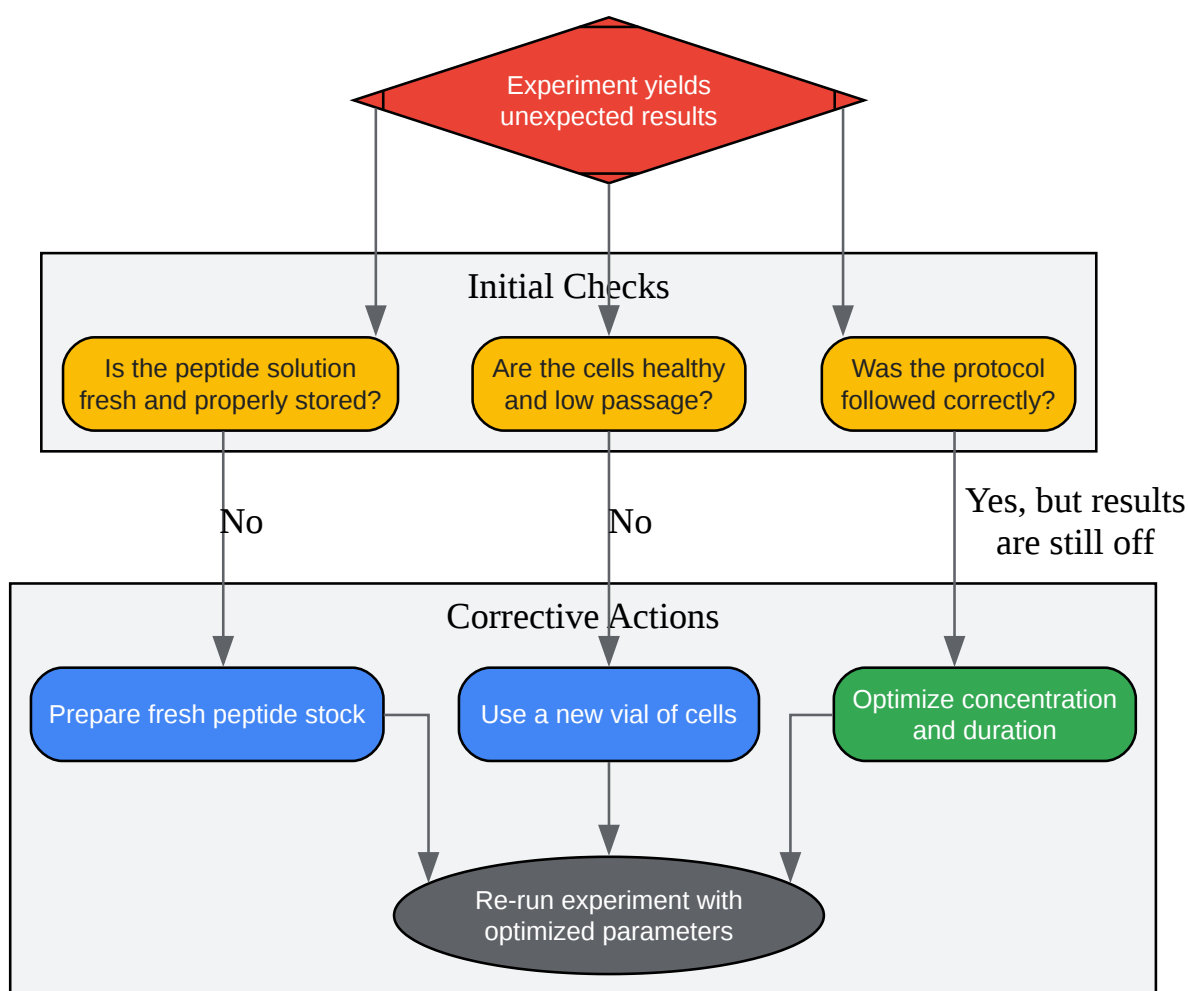 Experiment yields
unexpected results
Initial Checks
Is the peptide solution
fresh and properly stored?
Are the cells healthy
and low passage?
Was the protocol
followed correctly?
No
No
Yes, but results
are still off
Corrective Actions
Prepare fresh peptide stock
Use a new vial of cells
Optimize concentration
and duration
Re-run experiment with
optimized parameters